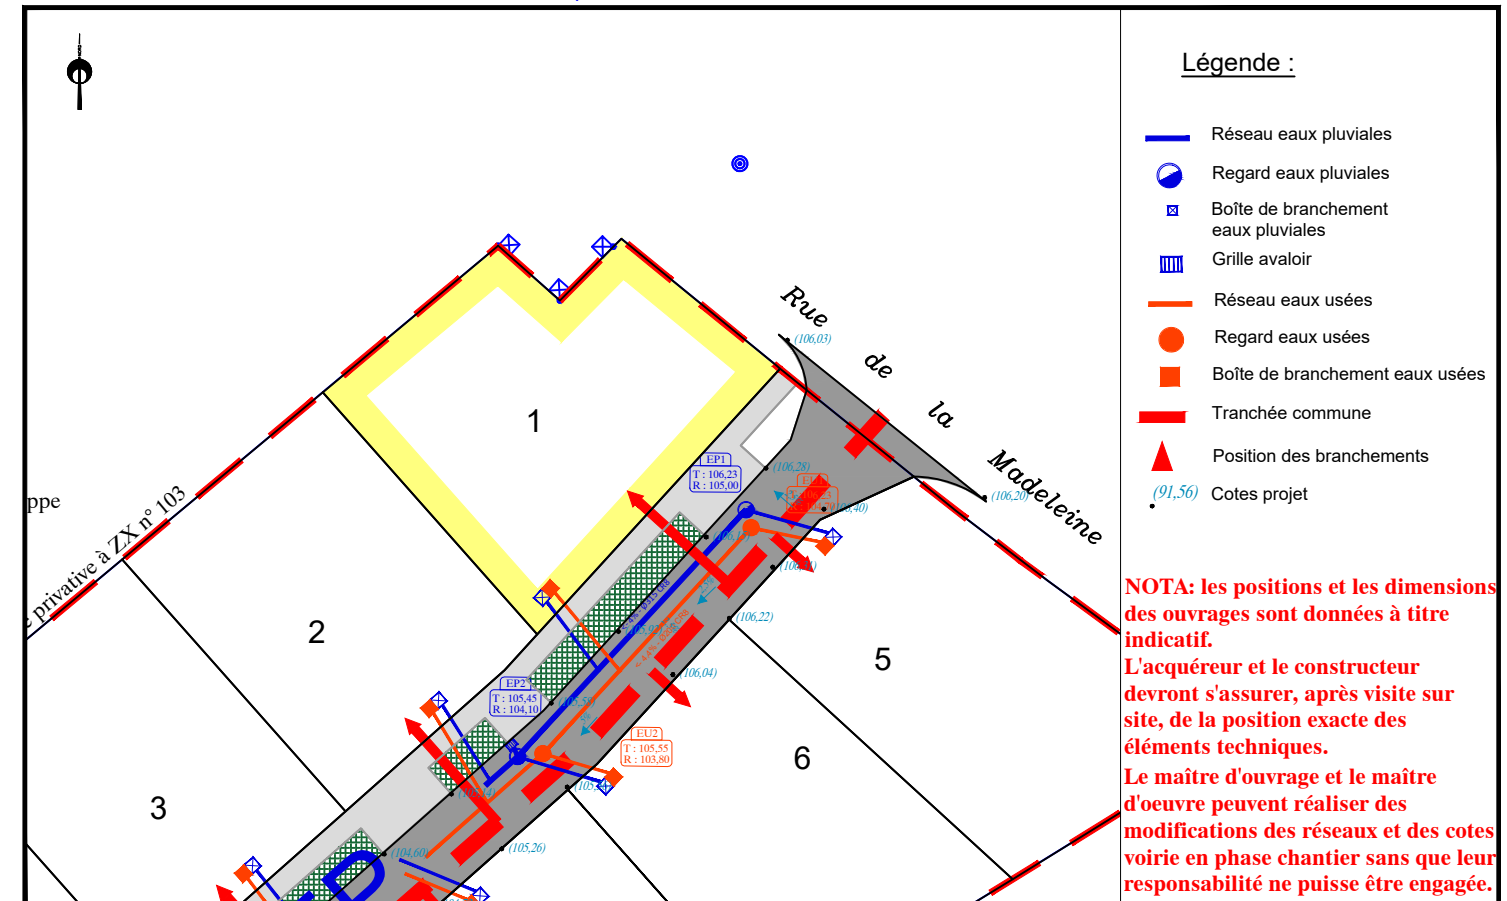 Légende :
Réseau eaux pluviales
Regard eaux pluviales
Boîte de branchement
eaux pluviales
Grille avaloir
Réseau eaux usées
Regard eaux usées
Boîte de branchement eaux usées
Tranchée commune
Position des branchements
(91,56) Cotes projet
NOTA: les positions et les dimensions
des ouvrages sont données à titre
indicatif.
L'acquéreur et le constructeur
devront s'assurer, après visite sur
site, de la position exacte des
éléments techniques.
Le maître d'ouvrage et le maître
d'oeuvre peuvent réaliser des
modifications des réseaux et des cotes
voirie en phase chantier sans que leur
responsabilité ne puisse être engagée.
Rue de la Madeleine
(106,03)
1
EP1
T : 106,23
R : 105,00
(106,28)
(106,20)
ppe
privative à ZX n° 103
2
(106,22)
5
(106,04)
EP2
T : 105,45
R : 104,10
EU2
T : 105,55
R : 103,80
6
3
(105,26)
(104,60)